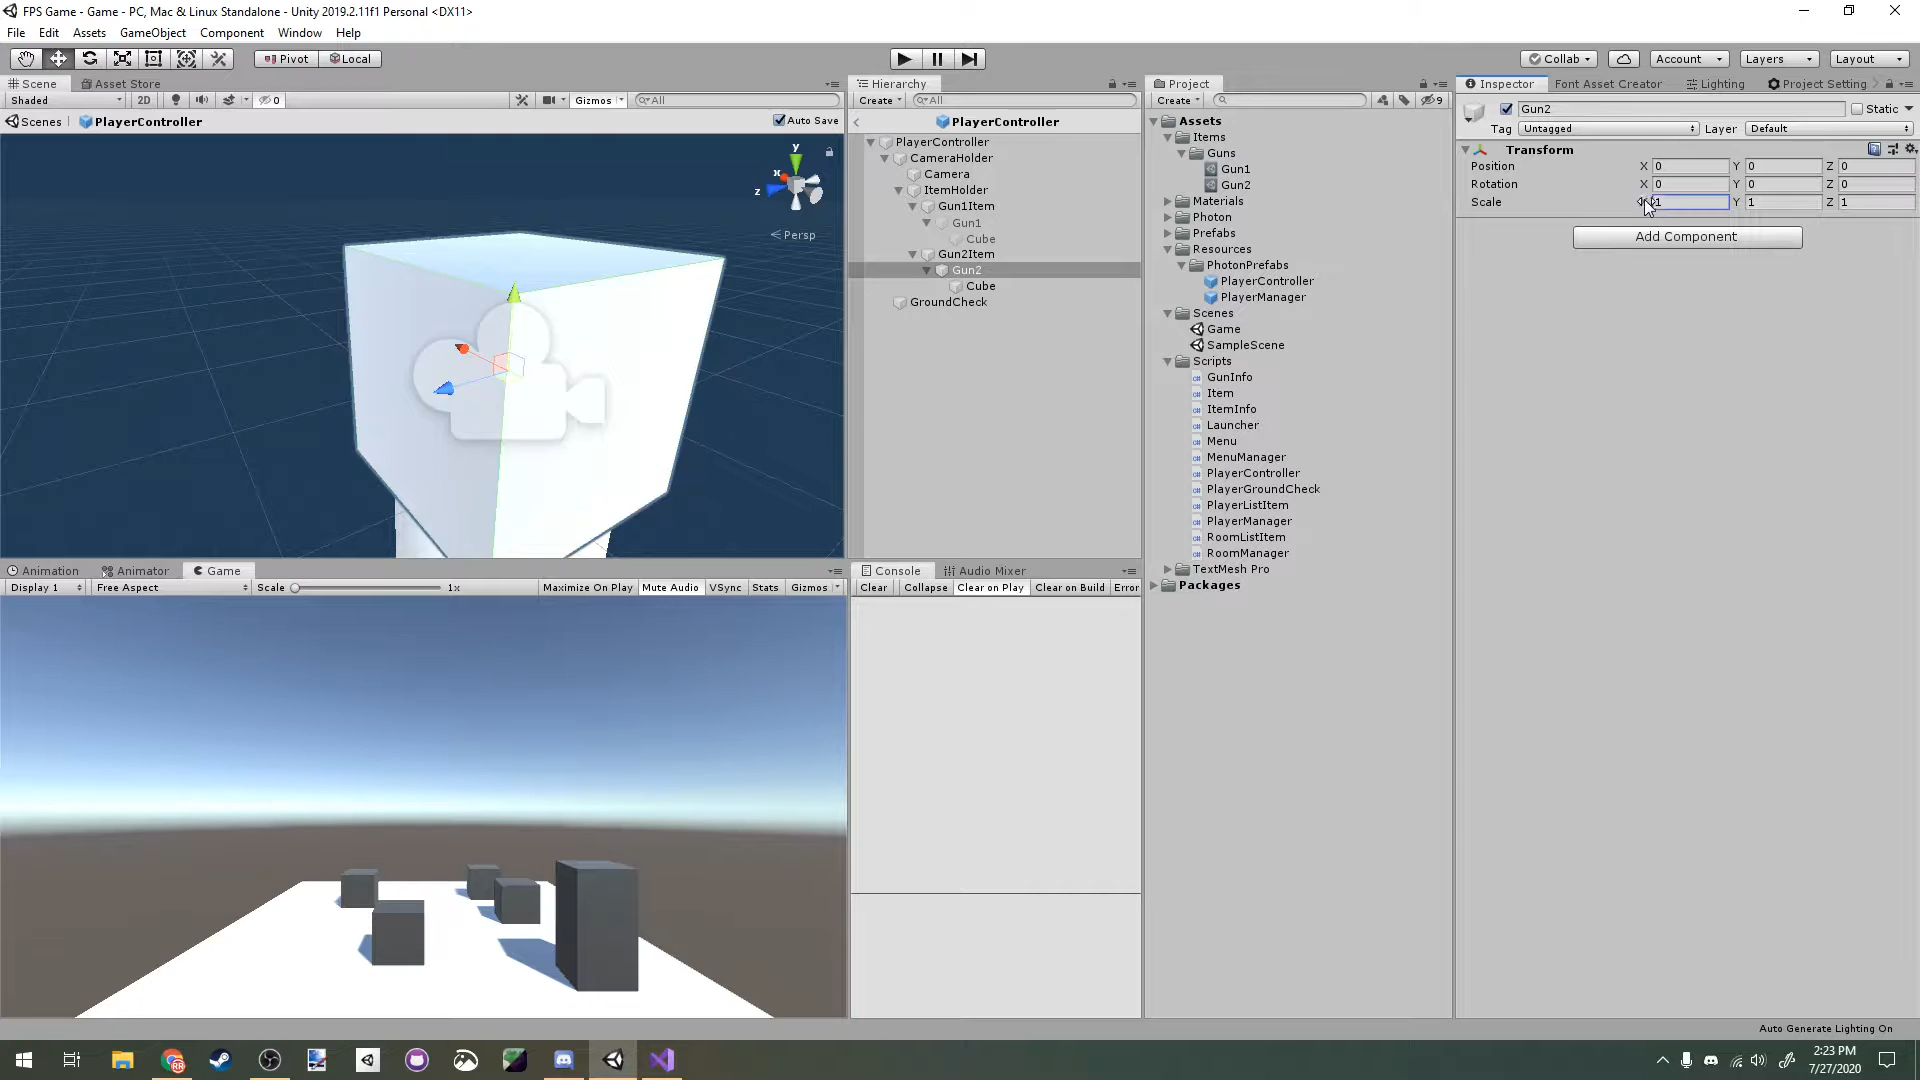 FPS Game - Game - PC, Mac & Linux Standalone - Unity 2019.2.11f1 Personal <DX11>
File Edit Assets GameObject Component Window Help
Pivot Local Collab Account Layers Layout
Scene Asset Store
Shaded 2D 0 Gizmos All
Scenes PlayerController Auto Save
y
x
z
Persp
Hierarchy
Create All
PlayerController
PlayerController
CameraHolder
Camera
ItemHolder
Gun1Item
Gun1
Cube
Gun2Item
Gun2
Cube
GroundCheck
Project
Create 9
Assets
Items
Guns
Gun1
Gun2
Materials
Photon
Prefabs
Resources
PhotonPrefabs
PlayerController
PlayerManager
Scenes
Game
SampleScene
Scripts
GunInfo
Item
ItemInfo
Launcher
Menu
MenuManager
PlayerController
PlayerGroundCheck
PlayerListItem
PlayerManager
RoomListItem
RoomManager
TextMesh Pro
Packages
Inspector Font Asset Creator Lighting Project Setting
Gun2 Static
Tag Untagged Layer Default
Transform
Position X 0 Y 0 Z 0
Rotation X 0 Y 0 Z 0
Scale 1 Y 1 Z 1
Add Component
Animation Animator Game
Display 1 Free Aspect Scale 1x Maximize On Play Mute Audio VSync Stats Gizmos
Console Audio Mixer
Clear Collapse Clear on Play Clear on Build Error
Auto Generate Lighting On
2:23 PM
7/27/2020